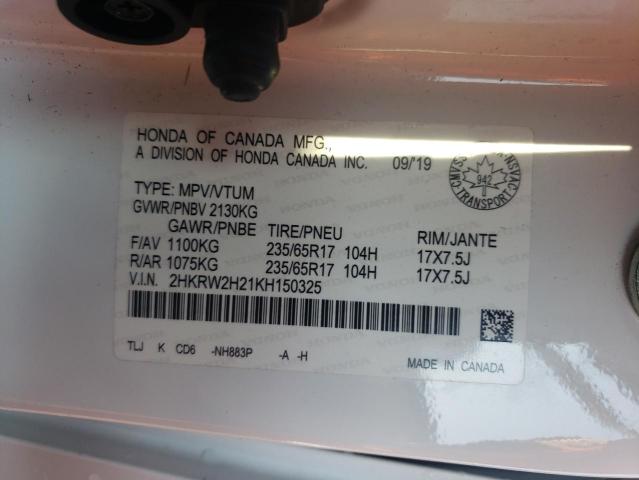 HONDA OF CANADA MFG.,
A DIVISION OF HONDA CANADA INC. 09/'19
TYPE: MPV/VTUM
GVWR/PNBV 2130KG
GAWR/PNBE TIRE/PNEU RIM/JANTE
F/AV 1100KG 235/65R17 104H 17X7.5J
R/AR 1075KG 235/65R17 104H 17X7.5J
V.I.N. 2HKRW2H21KH150325
TLJ K CD6 -NH883P -A -H
MADE IN CANADA
942
TRANSPORT